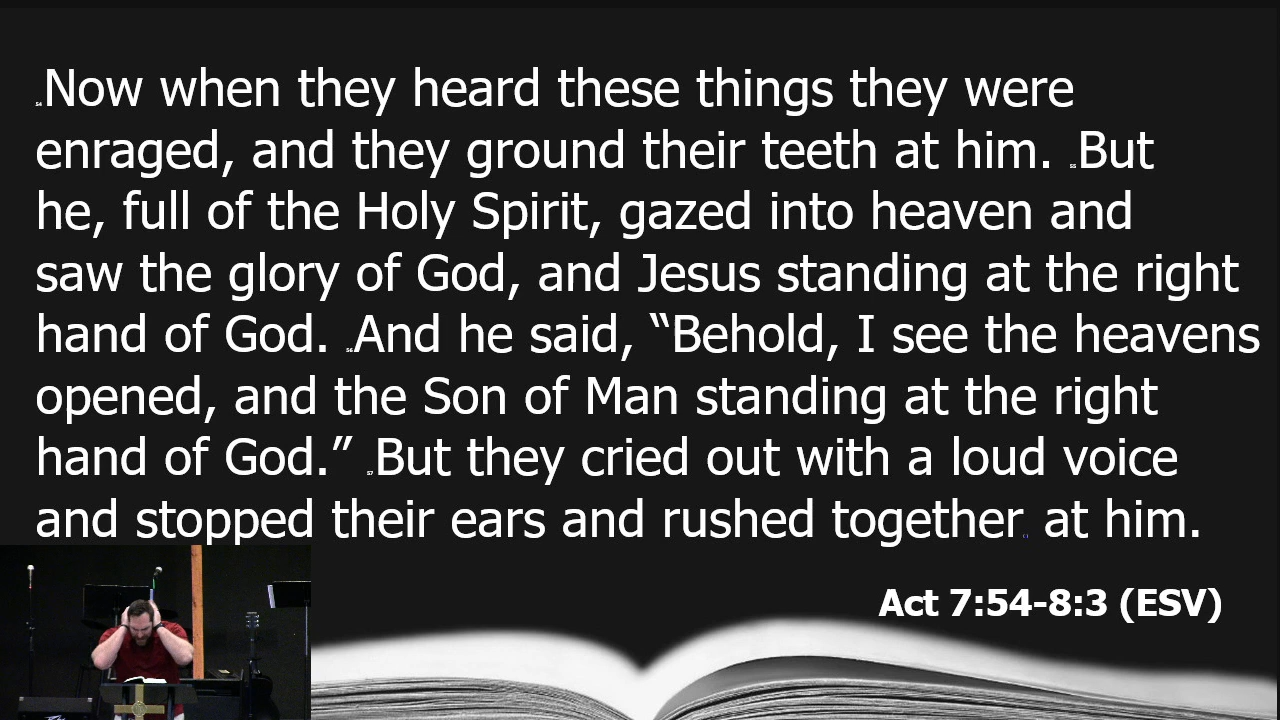 54Now when they heard these things they were
enraged, and they ground their teeth at him. 55But
he, full of the Holy Spirit, gazed into heaven and
saw the glory of God, and Jesus standing at the right
hand of God. 56And he said, “Behold, I see the heavens
opened, and the Son of Man standing at the right
hand of God.” 57But they cried out with a loud voice
and stopped their ears and rushed together at him.
Act 7:54-8:3 (ESV)